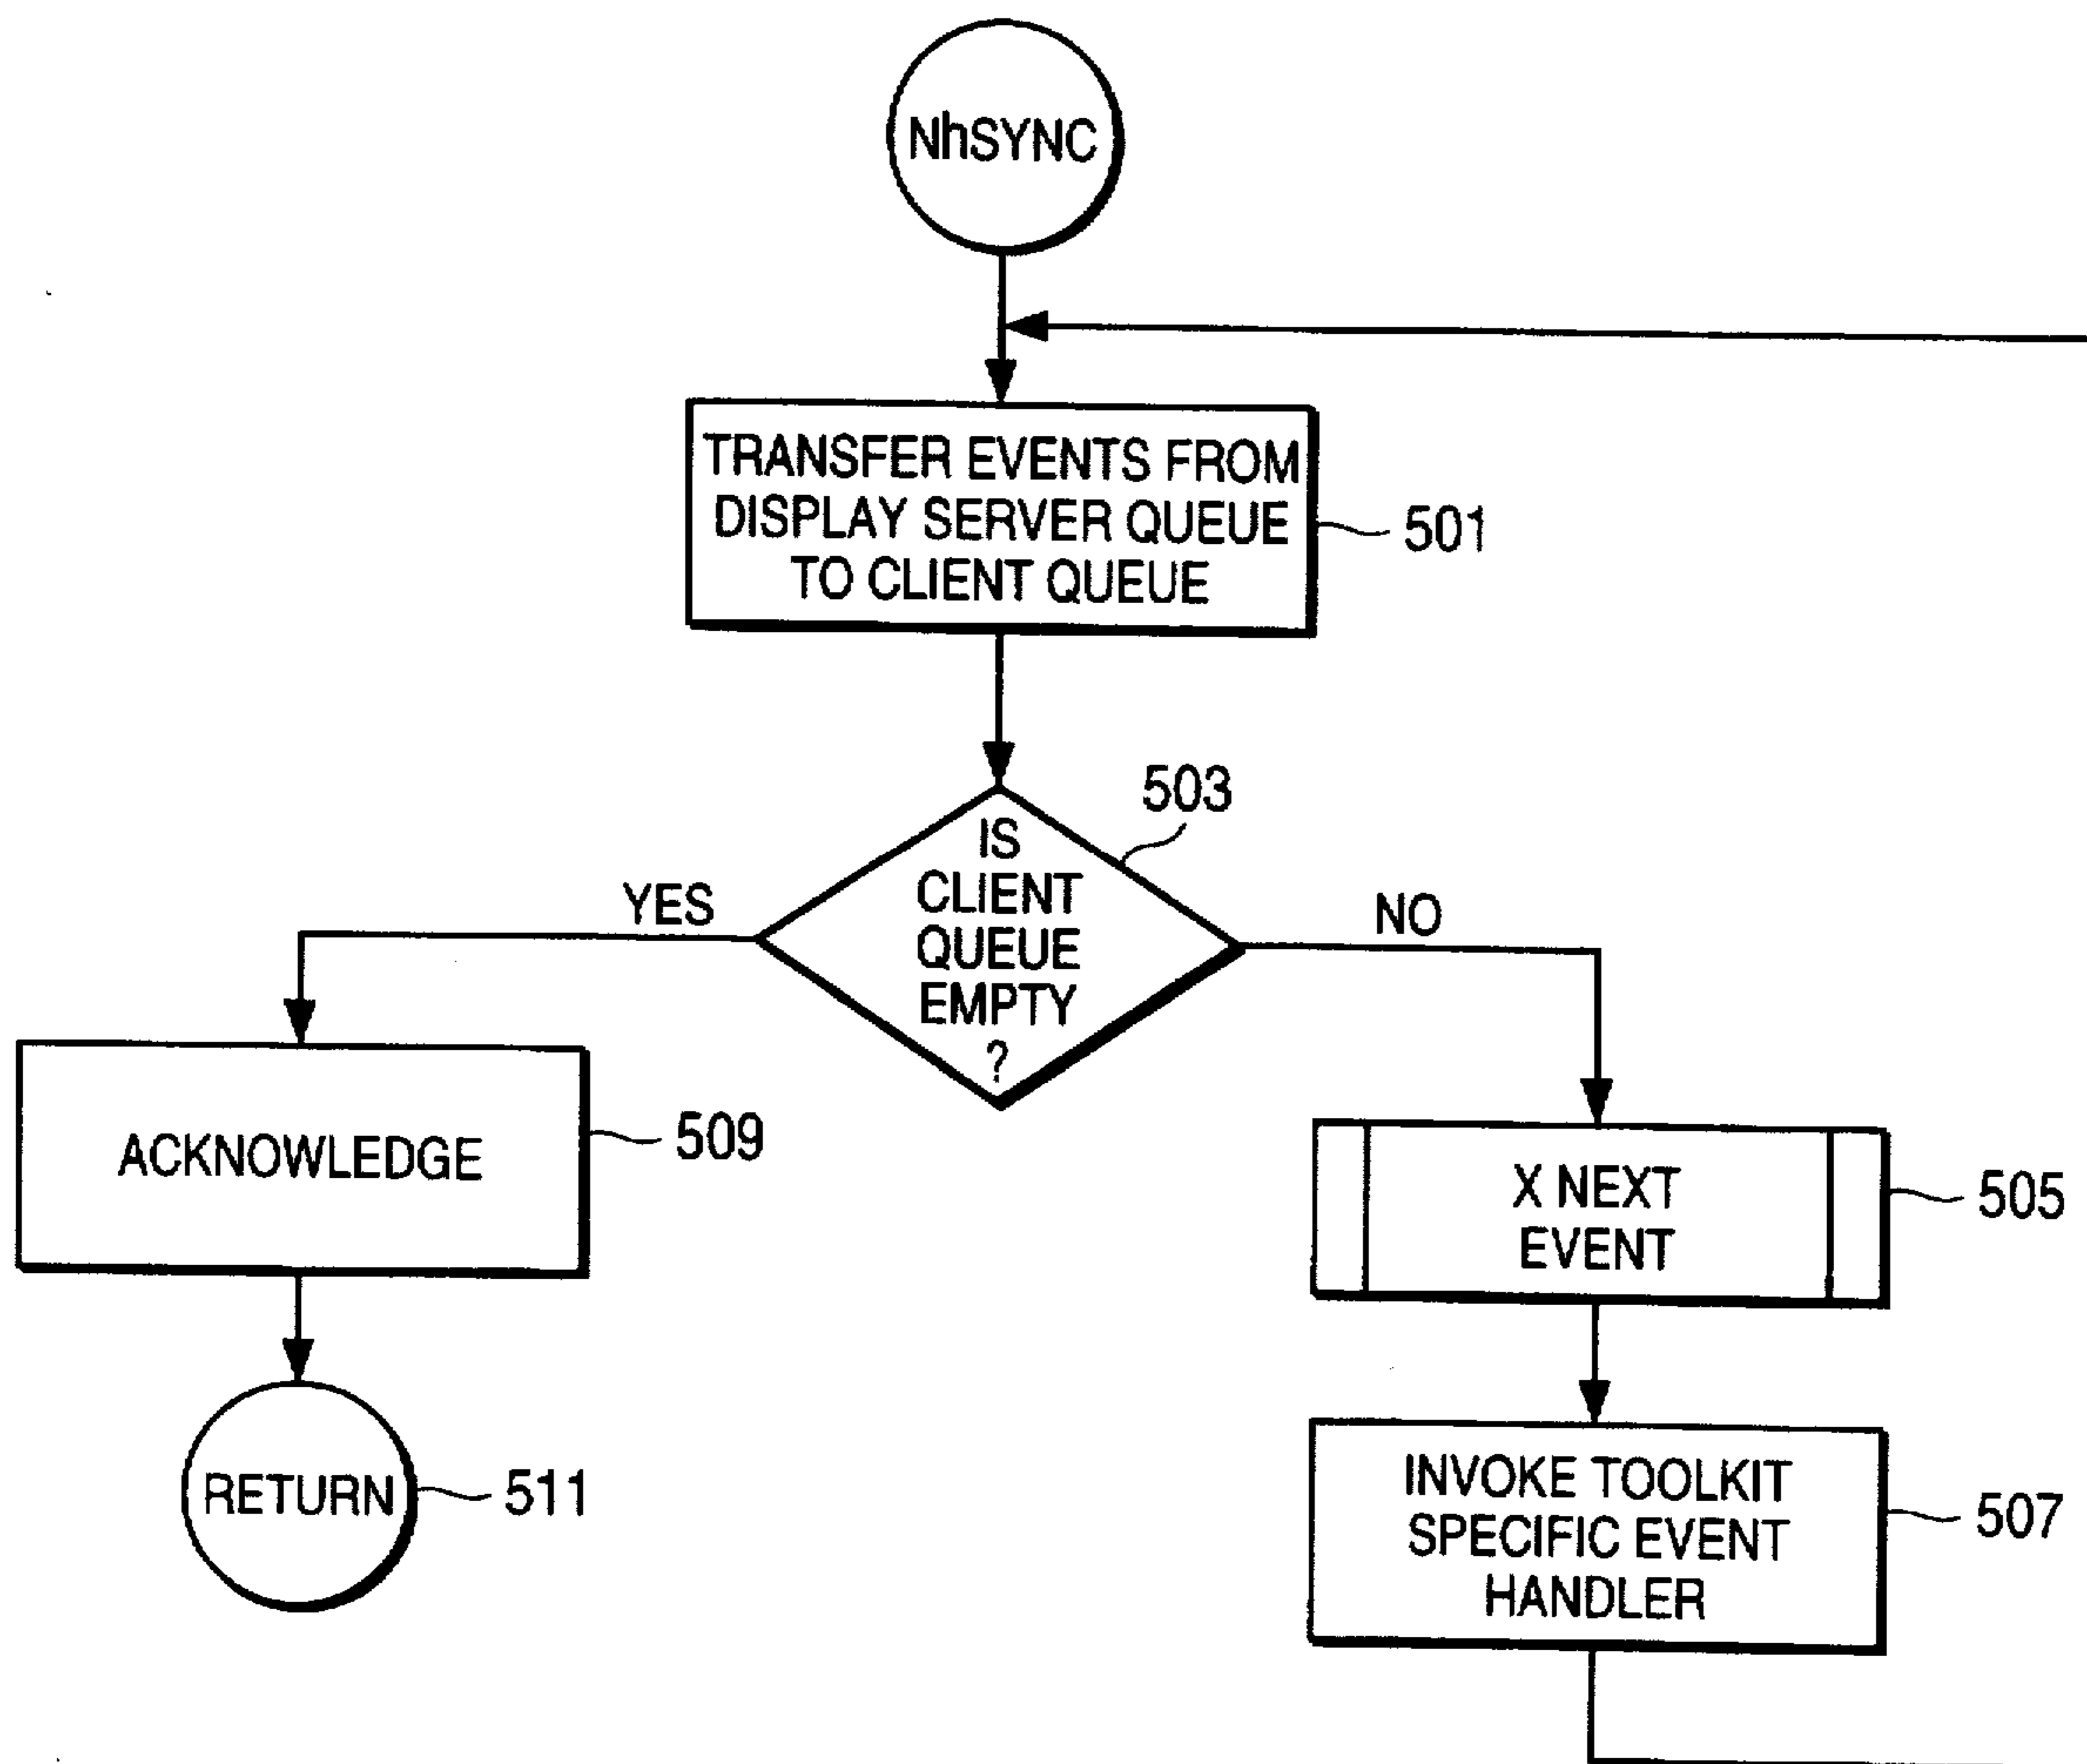 NhSYNC
TRANSFER EVENTS FROM
DISPLAY SERVER QUEUE
TO CLIENT QUEUE
501
503
IS
CLIENT
QUEUE
EMPTY
?
YES
NO
ACKNOWLEDGE
509
X NEXT
EVENT
505
RETURN
511
INVOKE TOOLKIT
SPECIFIC EVENT
HANDLER
507